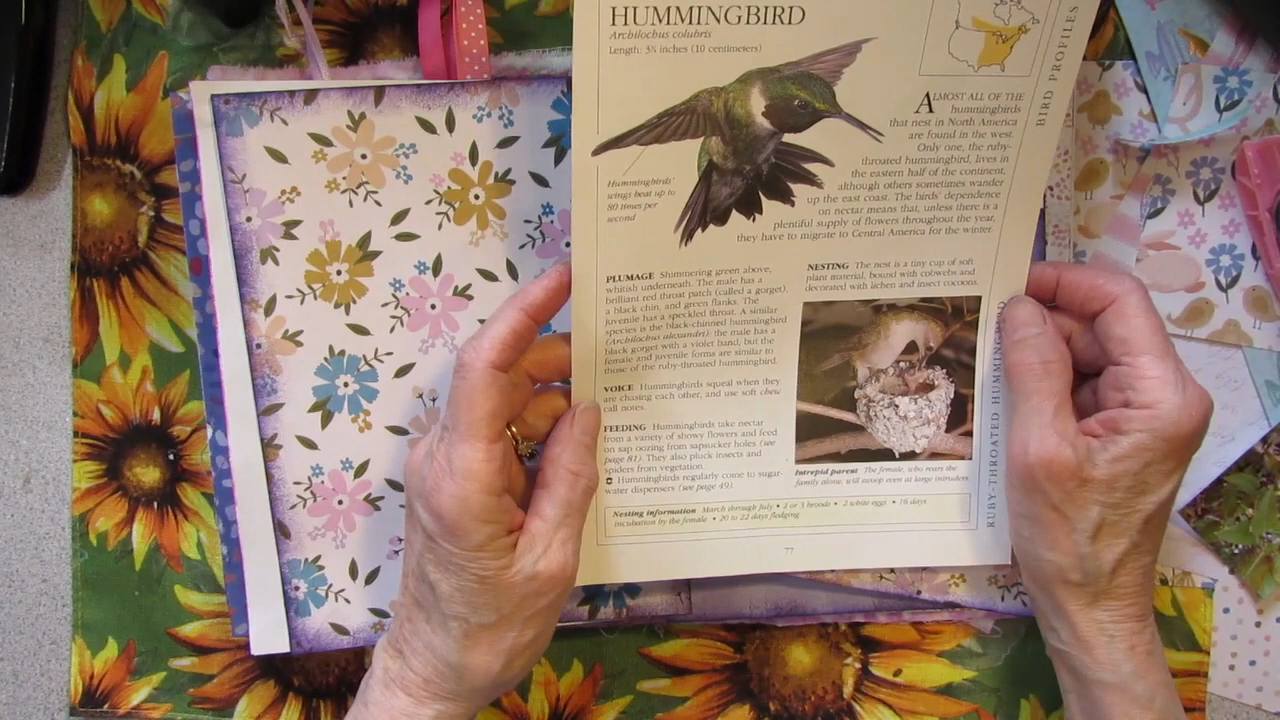 HUMMINGBIRD
Archilochus colubris
Length: 3¾ inches (10 centimeters)
BIRD PROFILES
ALMOST ALL OF THE
hummingbirds
that nest in North America
are found in the west.
Only one, the ruby-
throated hummingbird, lives in
the eastern half of the continent,
although others sometimes wander
up the east coast. The birds' dependence
on nectar means that, unless there is a
plentiful supply of flowers throughout the year,
they have to migrate to Central America for the winter.
Hummingbirds'
wings beat up to
80 times per
second
PLUMAGE Shimmering green above,
whitish underneath. The male has a
brilliant red throat patch (called a gorget),
a black chin, and green flanks. The
juvenile has a speckled throat. A similar
species is the black-chinned hummingbird
(Archilochus alexandri): the male has a
black gorget with a violet band, but the
female and juvenile forms are similar to
those of the ruby-throated hummingbird.
VOICE Hummingbirds squeal when they
are chasing each other, and use soft chew
call notes.
FEEDING Hummingbirds take nectar
from a variety of showy flowers and feed
on sap oozing from sapsucker holes (see
page 81). They also pluck insects and
spiders from vegetation.
Hummingbirds regularly come to sugar-
water dispensers (see page 49).
NESTING The nest is a tiny cup of soft
plant material, bound with cobwebs and
decorated with lichen and insect cocoons.
Intrepid parent The female, who rears the
family alone, will swoop even at large intruders.
Nesting information March through July • 2 or 3 broods • 2 white eggs • 16 days
incubation by the female • 20 to 22 days fledging
RUBY-THROATED HUMMINGBIRD
77